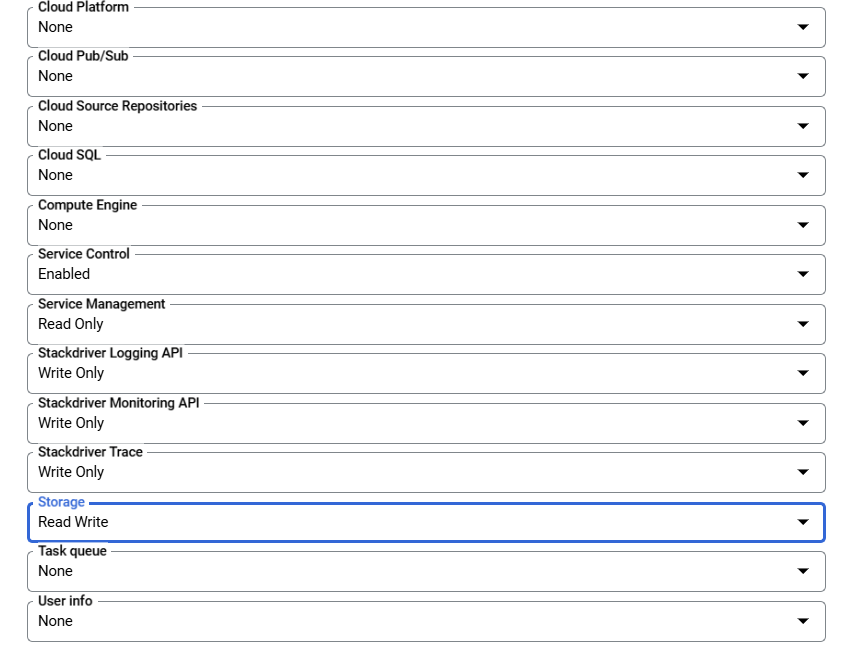 Cloud Platform
None
Cloud Pub/Sub
None
Cloud Source Repositories
None
Cloud SQL
None
Compute Engine
None
Service Control
Enabled
Service Management
Read Only
Stackdriver Logging API
Write Only
Stackdriver Monitoring API
Write Only
Stackdriver Trace
Write Only
Storage
Read Write
Task queue
None
User info
None